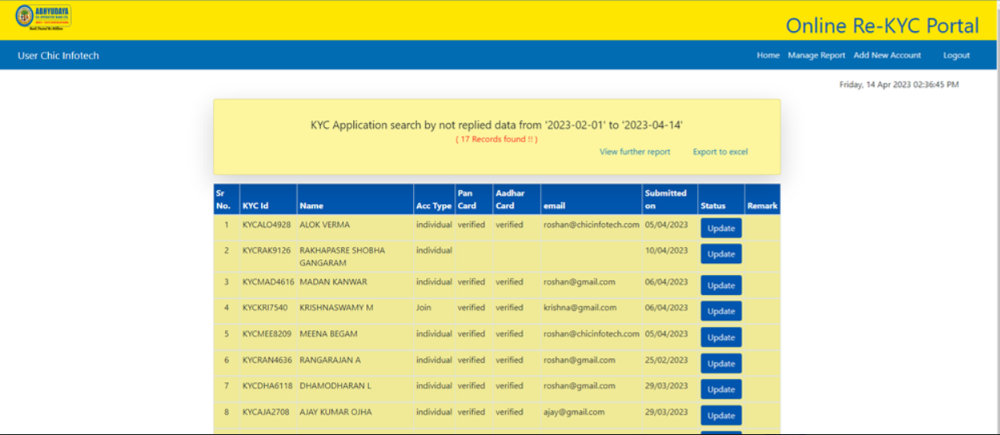 ABHYUDAYA
CO-OPERATIVE BANK LTD.
Online Re-KYC Portal
User Chic Infotech
Home Manage Report Add New Account Logout
Friday, 14 Apr 2023 02:36:45 PM
KYC Application search by not replied data from '2023-02-01' to '2023-04-14'
( 17 Records found !! )
View further report Export to excel
Sr No. KYC Id Name Acc Type Pan Card Aadhar Card email Submitted on Status Remark
1 KYCALO4928 ALOK VERMA individual verified verified roshan@chicinfotech.com 05/04/2023 Update
2 KYCRAK9126 RAKHAPASRE SHOBHA GANGARAM individual 10/04/2023 Update
3 KYCMAD4616 MADAN KANWAR individual verified verified roshan@gmail.com 06/04/2023 Update
4 KYCKRI7540 KRISHNASWAMY M Join verified verified krishna@gmail.com 06/04/2023 Update
5 KYCMEE8209 MEENA BEGAM individual verified verified roshan@chicinfotech.com 05/04/2023 Update
6 KYCRAN4636 RANGARAJAN A individual verified verified roshan@gmail.com 25/02/2023 Update
7 KYCDHA6118 DHAMODHARAN L individual verified verified roshan@gmail.com 29/03/2023 Update
8 KYCAJA2708 AJAY KUMAR OJHA individual verified verified ajay@gmail.com 29/03/2023 Update